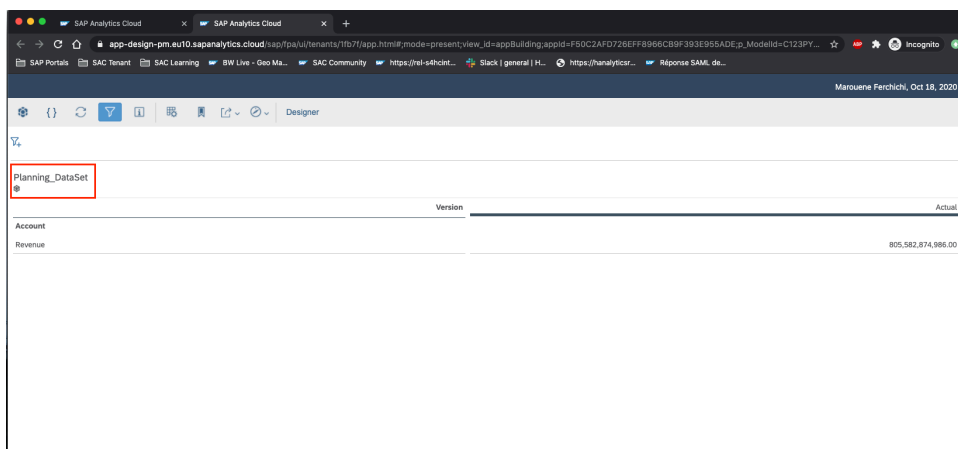 SAP Analytics Cloud
SAP Analytics Cloud
app-design-pm.eu10.sapanalytics.cloud/sap/fpa/ui/tenants/1fb7f/app.html#;mode=present;view_id=appBuilding;appId=F50C2AFD726EFF8966CB9F393E955ADE;p_ModelId=C123PY...
ABP
Incognito
SAP Portals
SAC Tenant
SAC Learning
BW Live - Geo Ma...
SAC Community
https://rel-s4hcint...
Slack | general | H...
https://hanalyticsr...
Réponse SAML de...
Marouene Ferchichi, Oct 18, 2020
Designer
Planning_DataSet
Version Actual
Account
Revenue 805,582,874,986.00